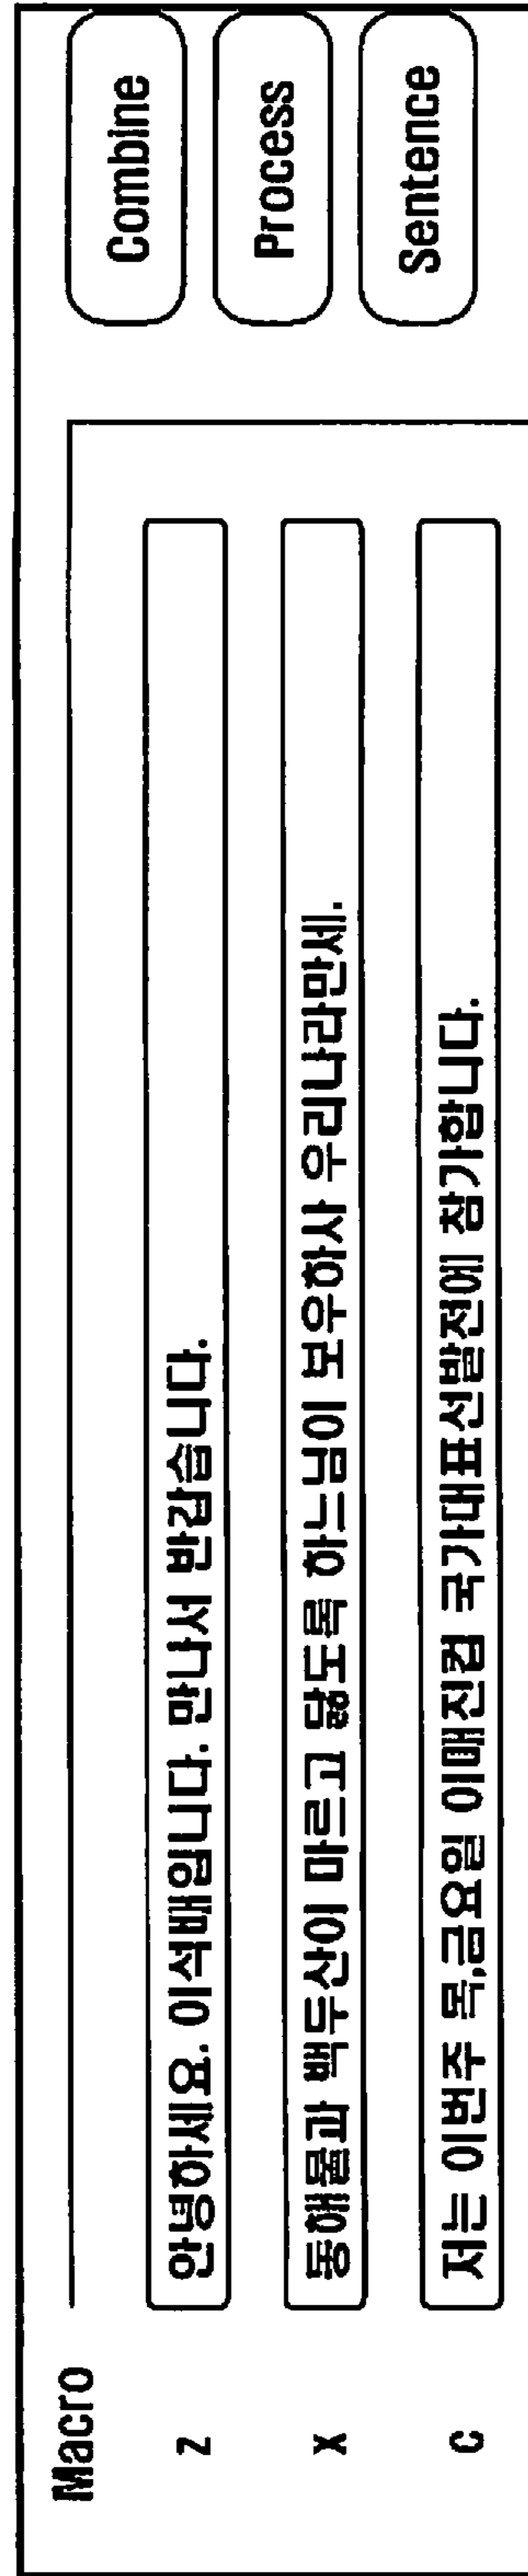 Macro
Z 안녕하세요. 이석배입니다. 만나서 반갑습니다.
X 동해물과 백두산이 마르고 닳도록 하느님이 보우하사 우리나라만세.
C 저는 이번주 목,금요일 이매진컵 국가대표선발전에 참가합니다.
Combine
Process
Sentence